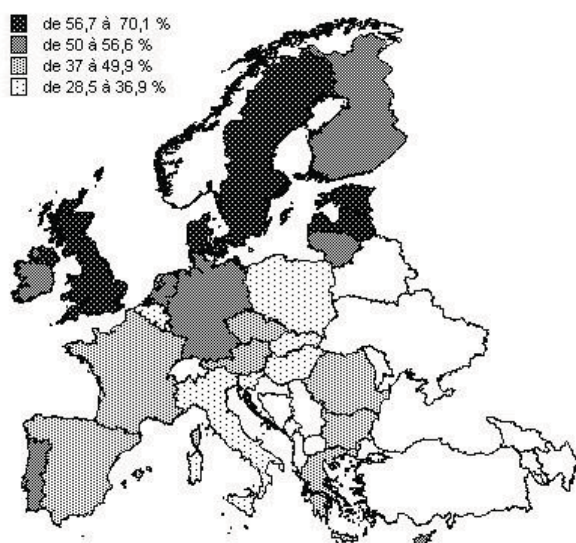 de 56,7 à 70,1 %
de 50 à 56,6 %
de 37 à 49,9 %
de 28,5 à 36,9 %